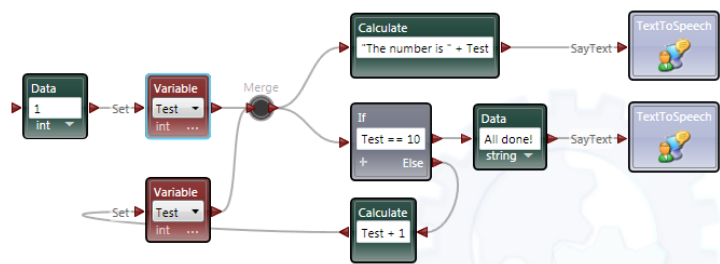 Calculate
"The number is " + Test
SayText
TextToSpeech
Data
1
int
Set
Variable
Test
int ...
Merge
If
Test == 10
+ Else
Data
All done!
string
SayText
TextToSpeech
Set
Variable
Test
int ...
Calculate
Test + 1